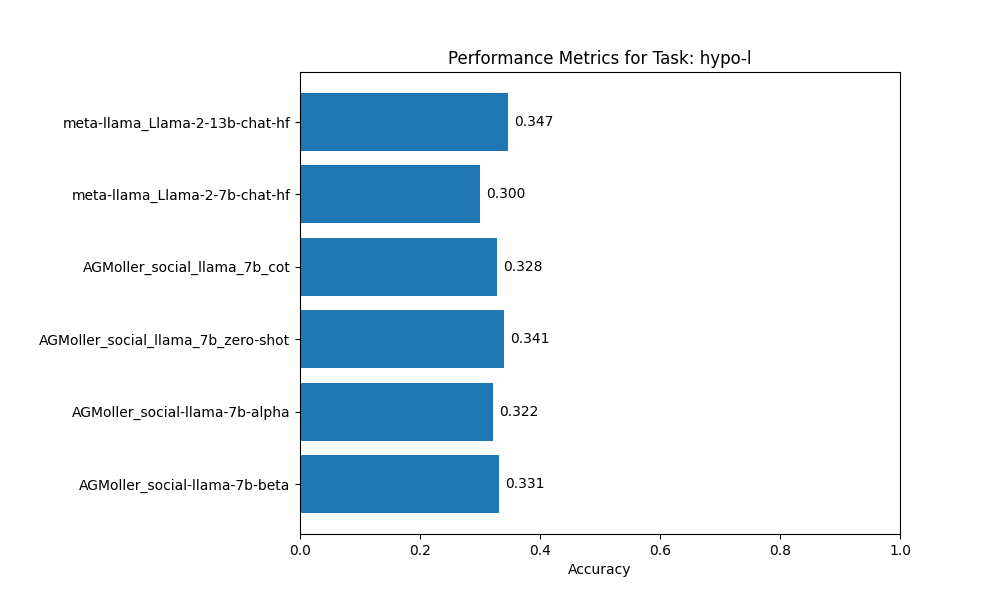 Performance Metrics for Task: hypo-l
meta-llama_Llama-2-13b-chat-hf
0.347
meta-llama_Llama-2-7b-chat-hf
0.300
AGMoller_social_llama_7b_cot
0.328
AGMoller_social_llama_7b_zero-shot
0.341
AGMoller_social-llama-7b-alpha
0.322
AGMoller_social-llama-7b-beta
0.331
0.0 0.2 0.4 0.6 0.8 1.0
Accuracy